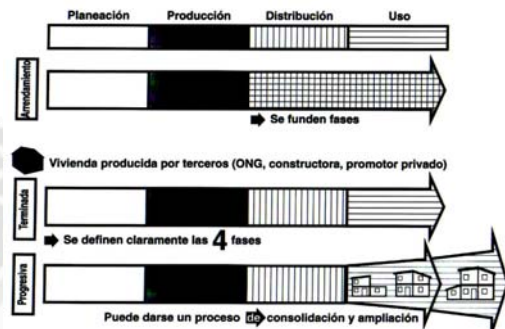 Planeación Producción Distribución Uso
Arrendamiento
Se funden fases
Vivienda producida por terceros (ONG, constructora, promotor privado)
Terminada
Se definen claramente las 4 fases
Progresiva
Puede darse un proceso de consolidación y ampliación